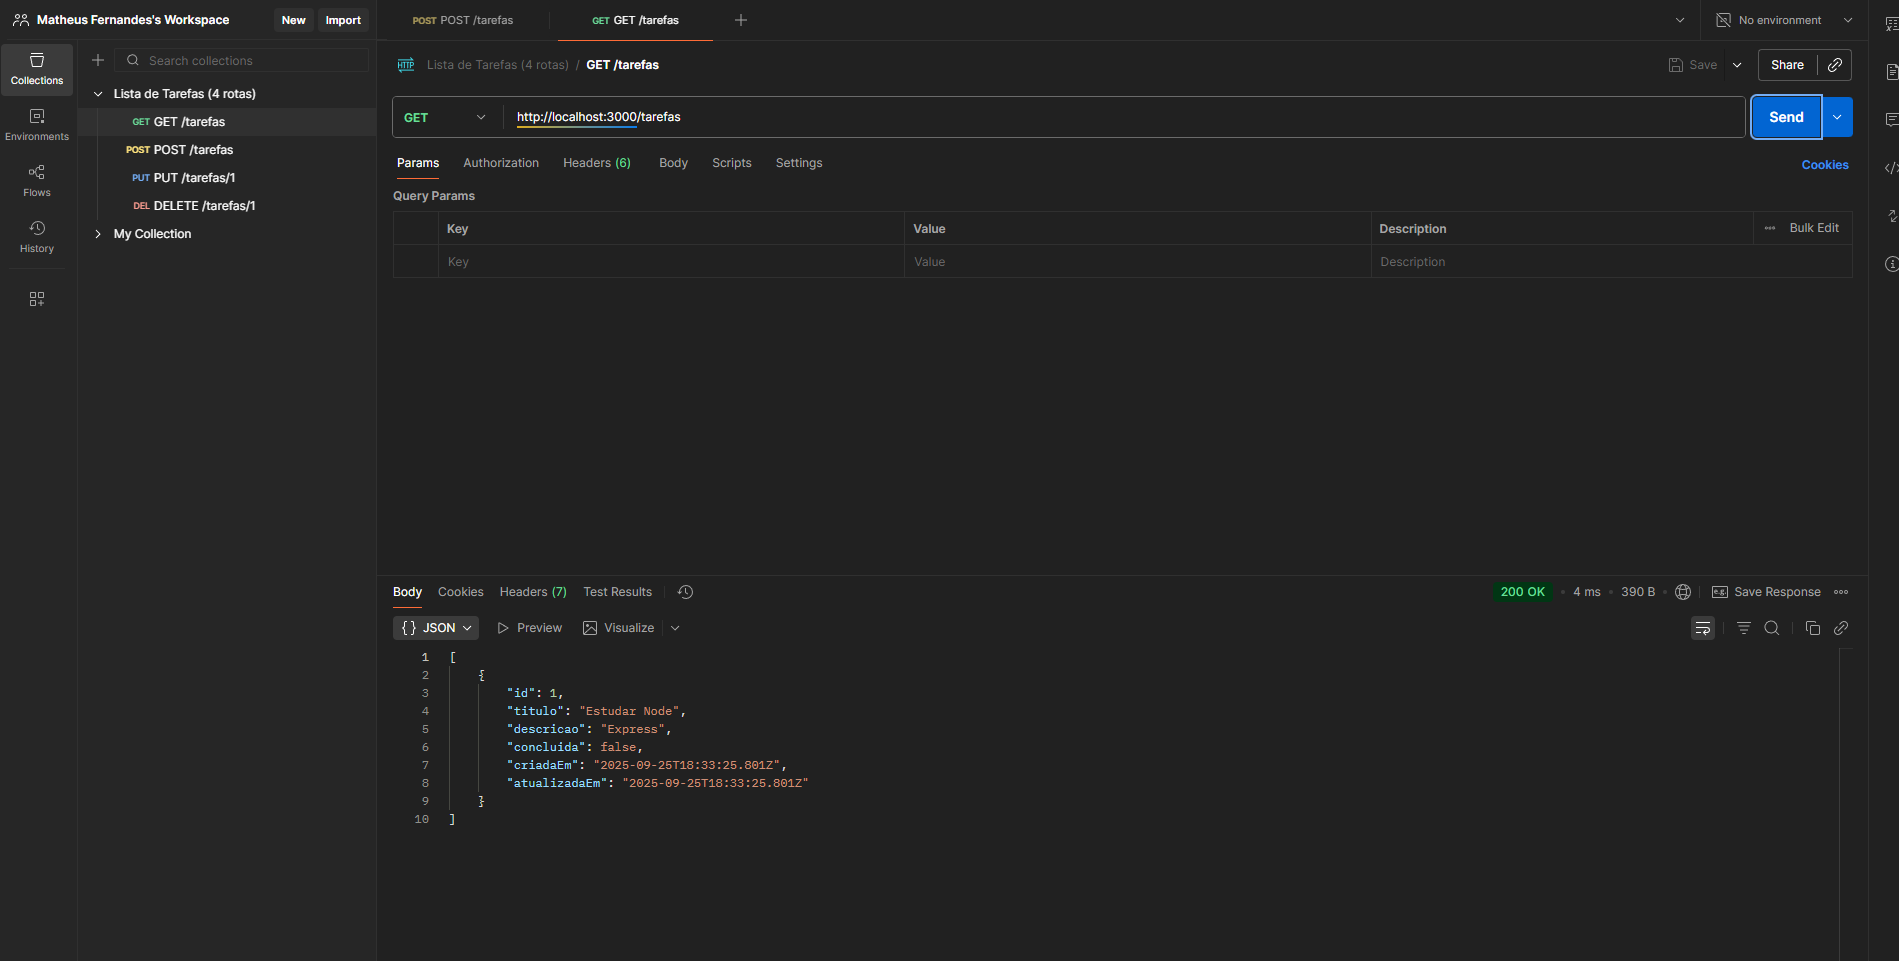 Matheus Fernandes's Workspace
New
Import
POST POST /tarefas
GET GET /tarefas
No environment
Collections
Environments
Flows
History
Search collections
Lista de Tarefas (4 rotas)
GET GET /tarefas
POST POST /tarefas
PUT PUT /tarefas/1
DEL DELETE /tarefas/1
My Collection
HTTP Lista de Tarefas (4 rotas) / GET /tarefas
Save
Share
GET
http://localhost:3000/tarefas
Send
Params Authorization Headers (6) Body Scripts Settings
Cookies
Query Params
Key Value Description Bulk Edit
Key Value Description
Body Cookies Headers (7) Test Results
200 OK • 4 ms • 390 B
e.g. Save Response
{} JSON Preview Visualize
1 [
2 {
3 "id": 1,
4 "titulo": "Estudar Node",
5 "descricao": "Express",
6 "concluida": false,
7 "criadaEm": "2025-09-25T18:33:25.801Z",
8 "atualizadaEm": "2025-09-25T18:33:25.801Z"
9 }
10 ]